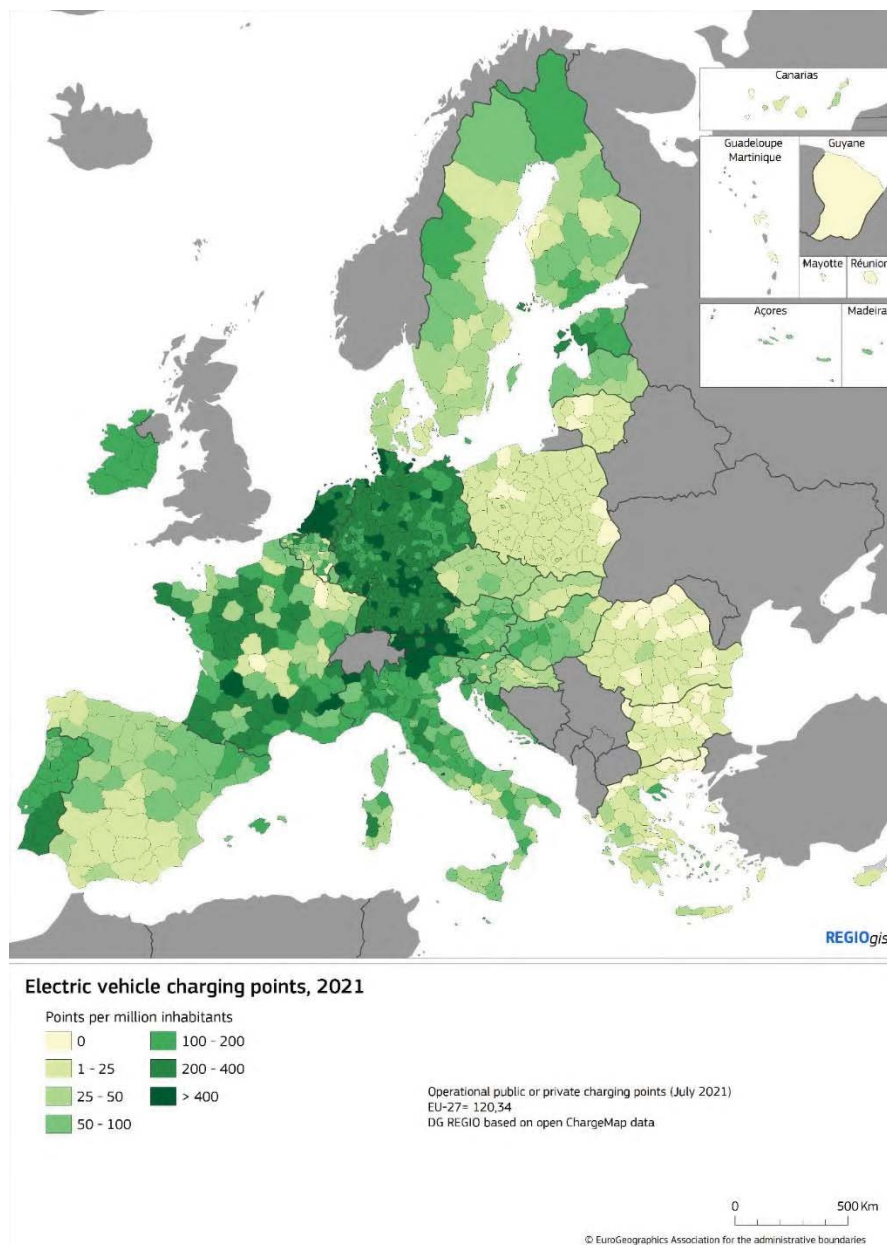 Canarias
Guadeloupe
Martinique
Guyane
Mayotte
Réunion
Açores
Madeira
REGIOgis
Electric vehicle charging points, 2021
Points per million inhabitants
0
1 - 25
25 - 50
50 - 100
100 - 200
200 - 400
> 400
Operational public or private charging points (July 2021)
EU-27= 120,34
DG REGIO based on open ChargeMap data
0 500 Km
© EuroGeographics Association for the administrative boundaries